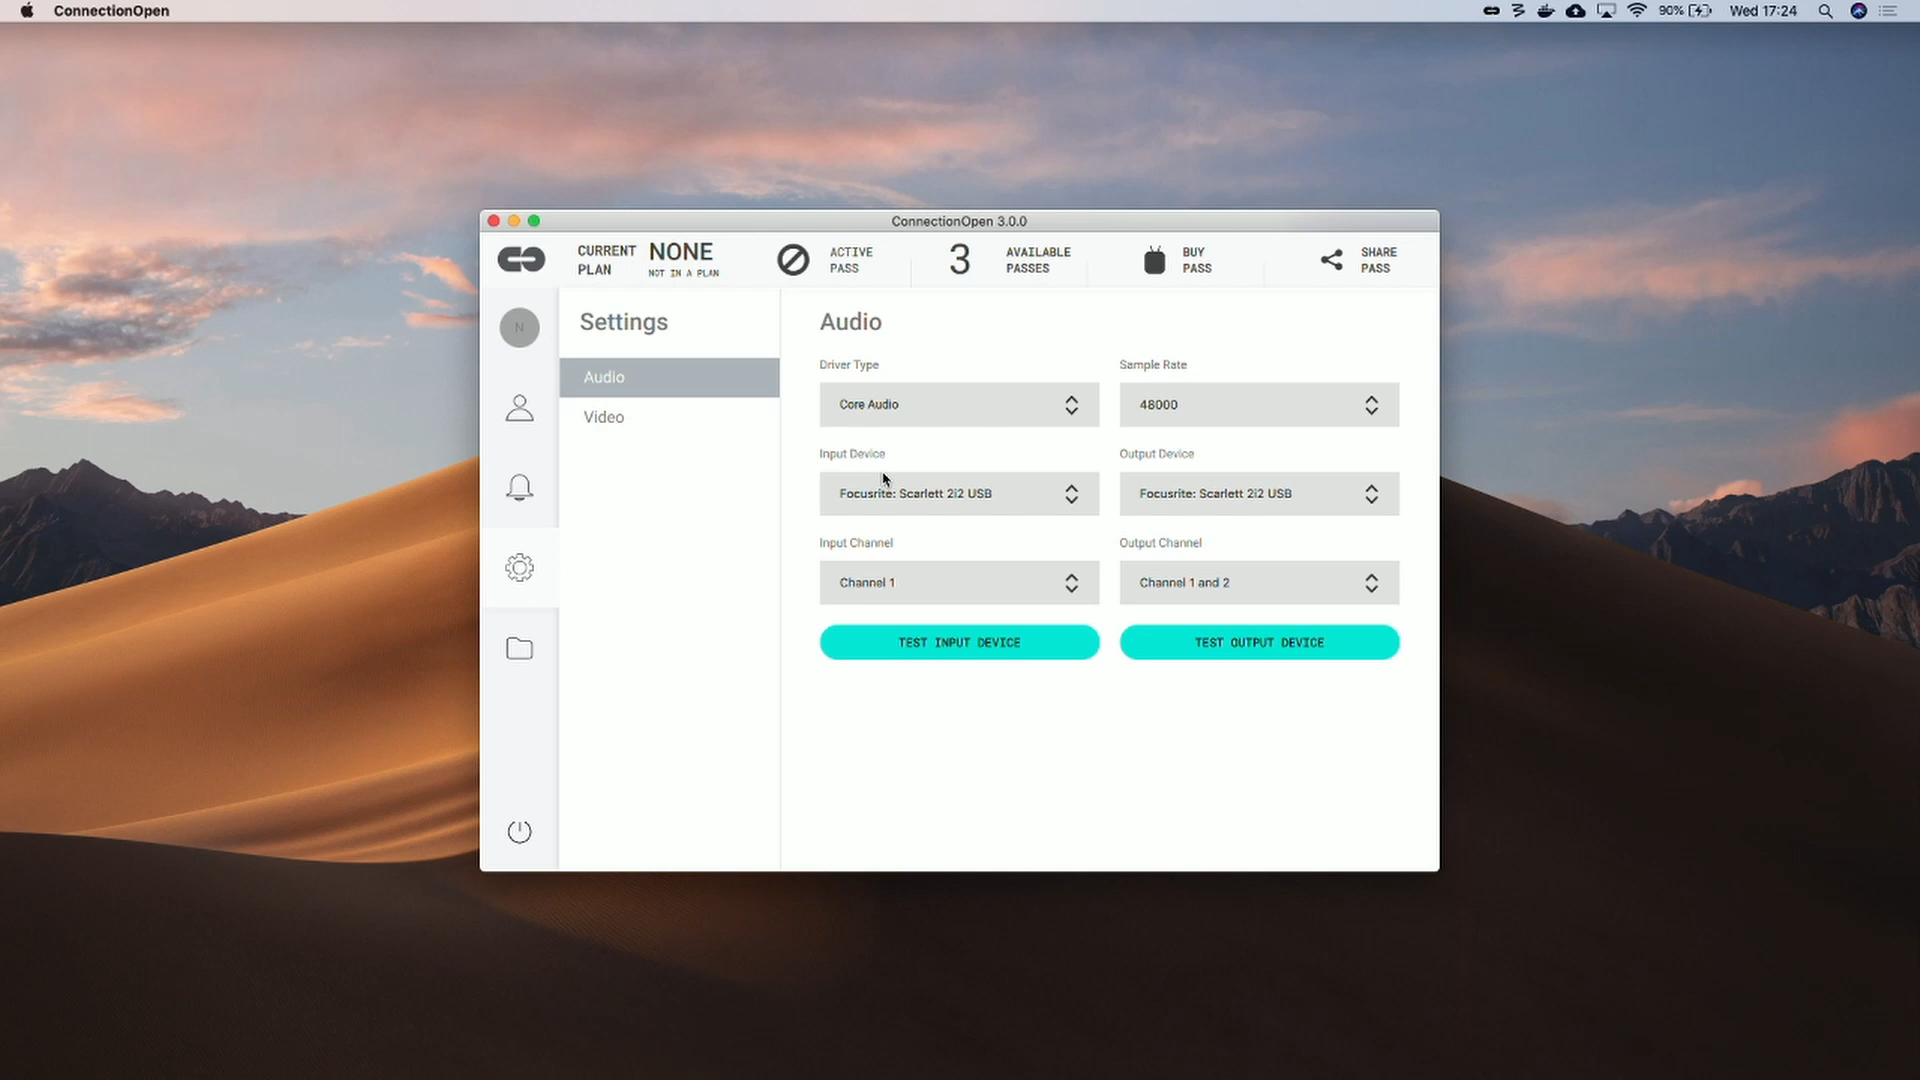 ConnectionOpen
90%
Wed 17:24
ConnectionOpen 3.0.0
CURRENT PLAN
NONE
NOT IN A PLAN
ACTIVE PASS
3
AVAILABLE PASSES
BUY PASS
SHARE PASS
N
Settings
Audio
Video
Audio
Driver Type
Sample Rate
Core Audio
48000
Input Device
Output Device
Focusrite: Scarlett 2i2 USB
Focusrite: Scarlett 2i2 USB
Input Channel
Output Channel
Channel 1
Channel 1 and 2
TEST INPUT DEVICE
TEST OUTPUT DEVICE